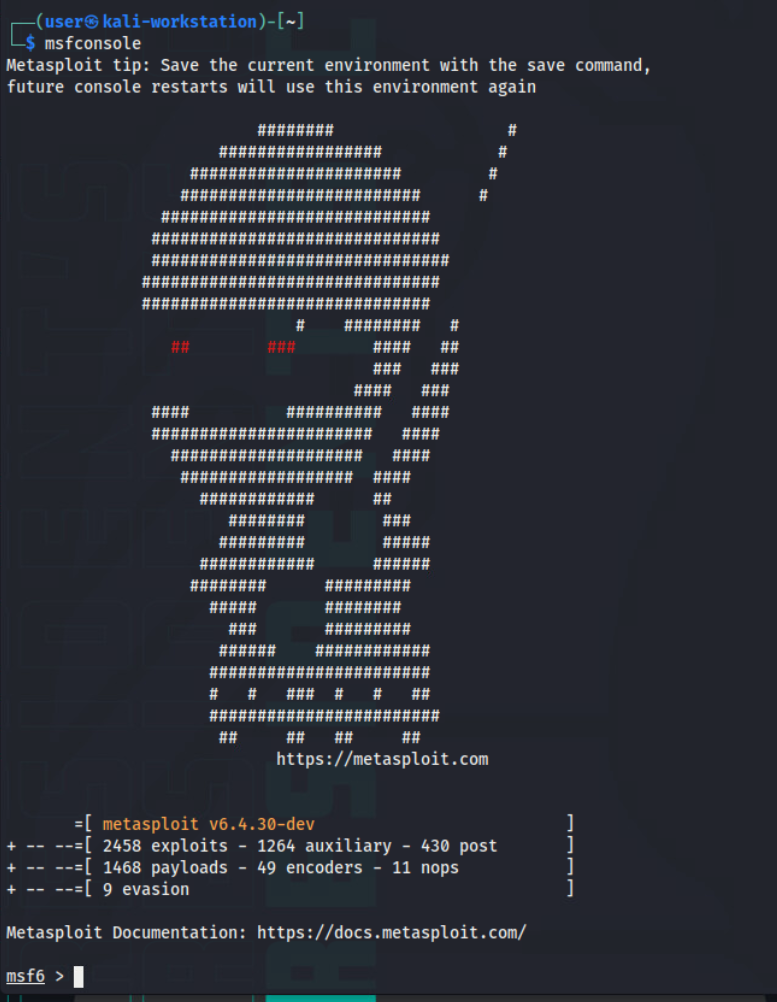 ┌──(user㉿kali-workstation)-[~]
└─$ msfconsole
Metasploit tip: Save the current environment with the save command,
future console restarts will use this environment again
https://metasploit.com
=[ metasploit v6.4.30-dev ]
+ -- --=[ 2458 exploits - 1264 auxiliary - 430 post ]
+ -- --=[ 1468 payloads - 49 encoders - 11 nops ]
+ -- --=[ 9 evasion ]
Metasploit Documentation: https://docs.metasploit.com/
msf6 >